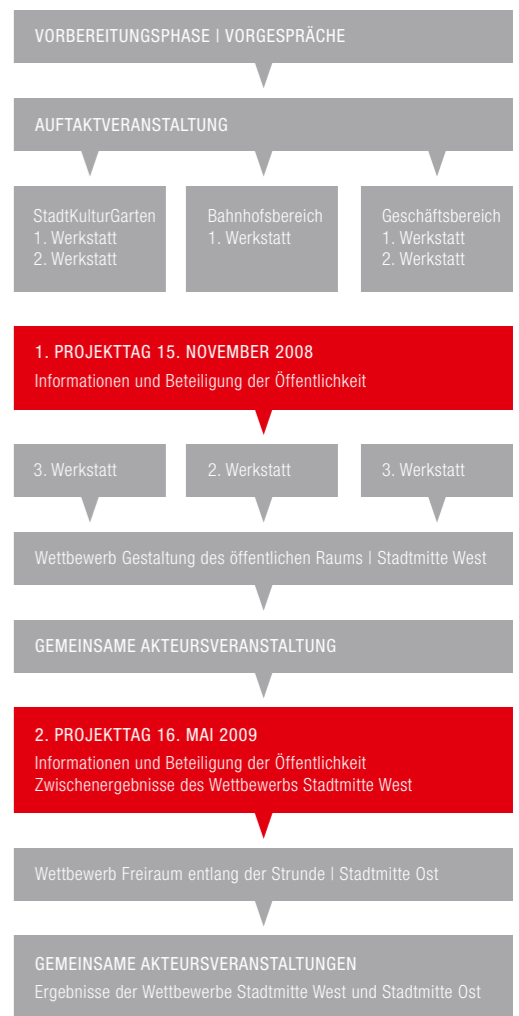 VORBEREITUNGSPHASE | VORGESPRÄCHE
AUFTAKTVERANSTALTUNG
StadtKulturGarten
1. Werkstatt
2. Werkstatt
Bahnhofsbereich
1. Werkstatt
Geschäftsbereich
1. Werkstatt
2. Werkstatt
1. PROJEKTTAG 15. NOVEMBER 2008
Informationen und Beteiligung der Öffentlichkeit
3. Werkstatt
2. Werkstatt
3. Werkstatt
Wettbewerb Gestaltung des öffentlichen Raums | Stadtmitte West
GEMEINSAME AKTEURSVERANSTALTUNG
2. PROJEKTTAG 16. MAI 2009
Informationen und Beteiligung der Öffentlichkeit
Zwischenergebnisse des Wettbewerbs Stadtmitte West
Wettbewerb Freiraum entlang der Strunde | Stadtmitte Ost
GEMEINSAME AKTEURSVERANSTALTUNGEN
Ergebnisse der Wettbewerbe Stadtmitte West und Stadtmitte Ost